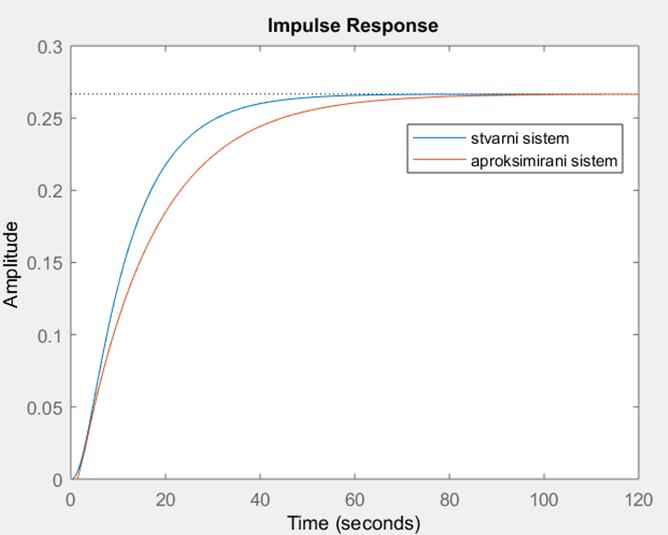 Impulse Response
0.3
0.25
0.2
0.15
0.1
0.05
0
Amplitude
stvarni sistem
aproksimirani sistem
0 20 40 60 80 100 120
Time (seconds)